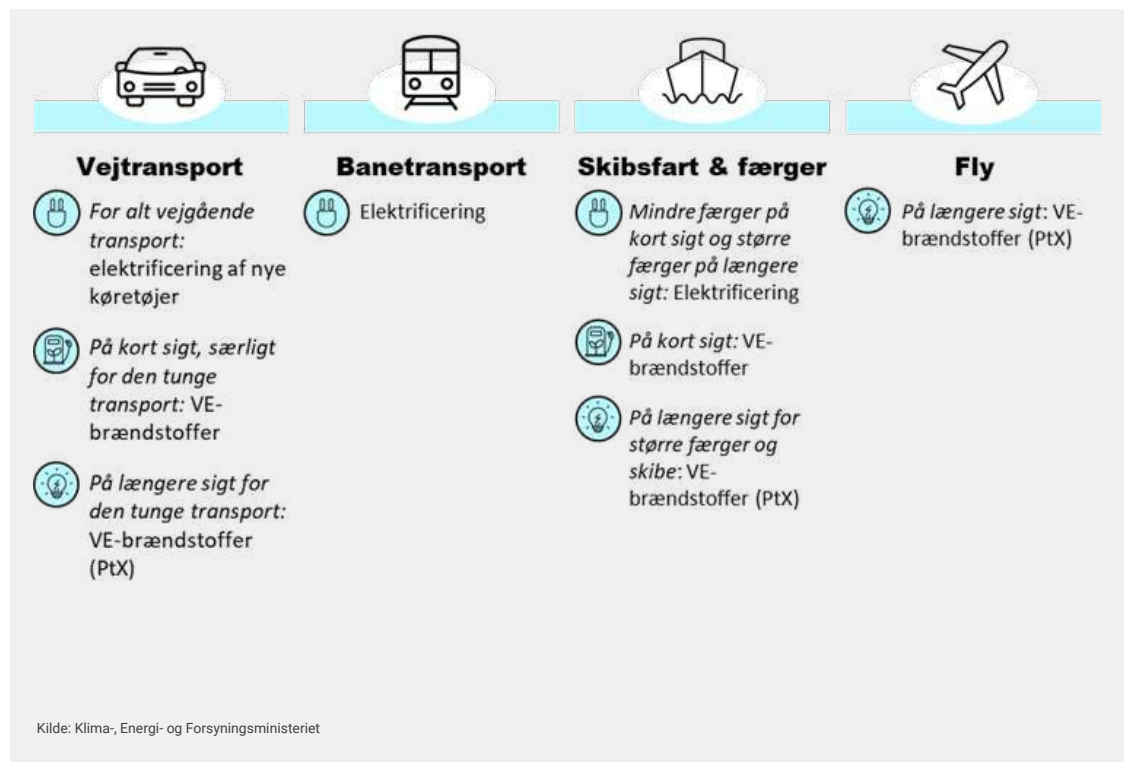 Vejtransport
For alt vejgående
transport:
elektrificering af nye
køretøjer
På kort sigt, særligt
for den tunge
transport: VE-
brændstoffer
På længere sigt for
den tunge transport:
VE-brændstoffer
(PtX)
Banetransport
Elektrificering
Skibsfart & færger
Mindre færger på
kort sigt og større
færger på længere
sigt: Elektrificering
På kort sigt: VE-
brændstoffer
På længere sigt for
større færger og
skibe: VE-
brændstoffer (PtX)
Fly
På længere sigt: VE-
brændstoffer (PtX)
Kilde: Klima-, Energi- og Forsyningsministeriet